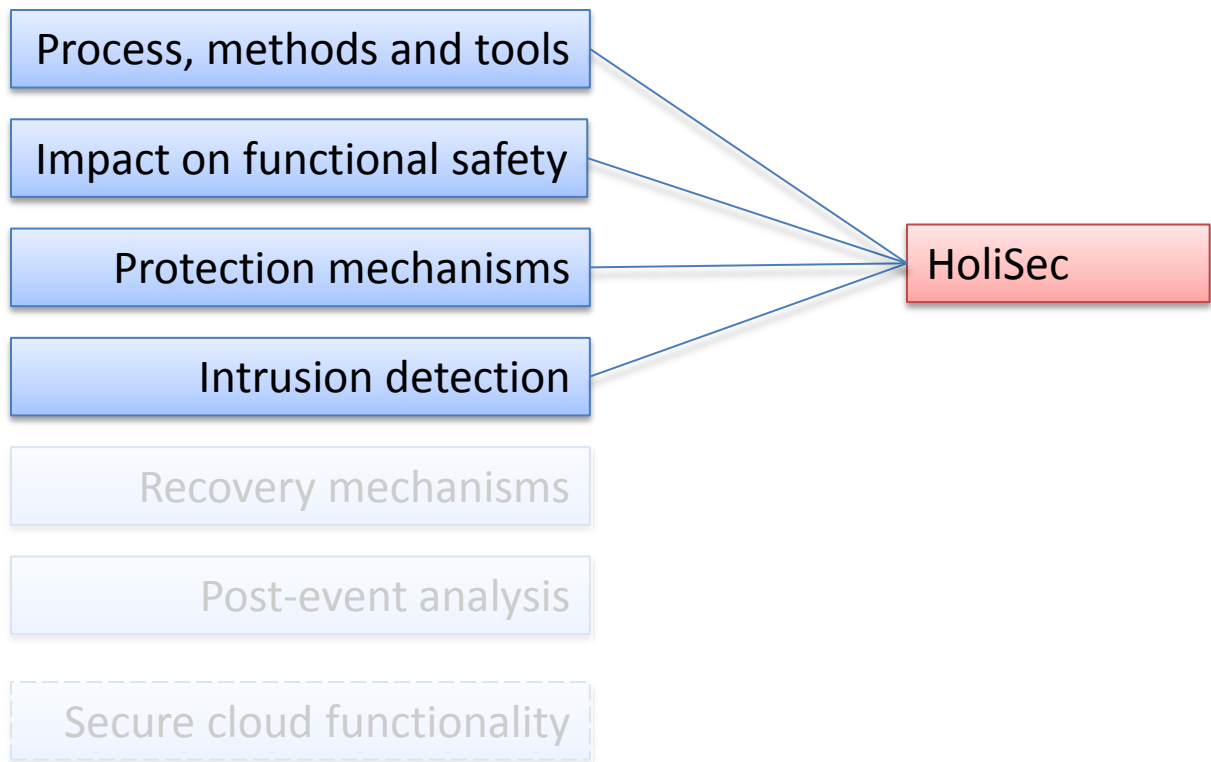 Process, methods and tools
Impact on functional safety
Protection mechanisms
HoliSec
Intrusion detection
Recovery mechanisms
Post-event analysis
Secure cloud functionality